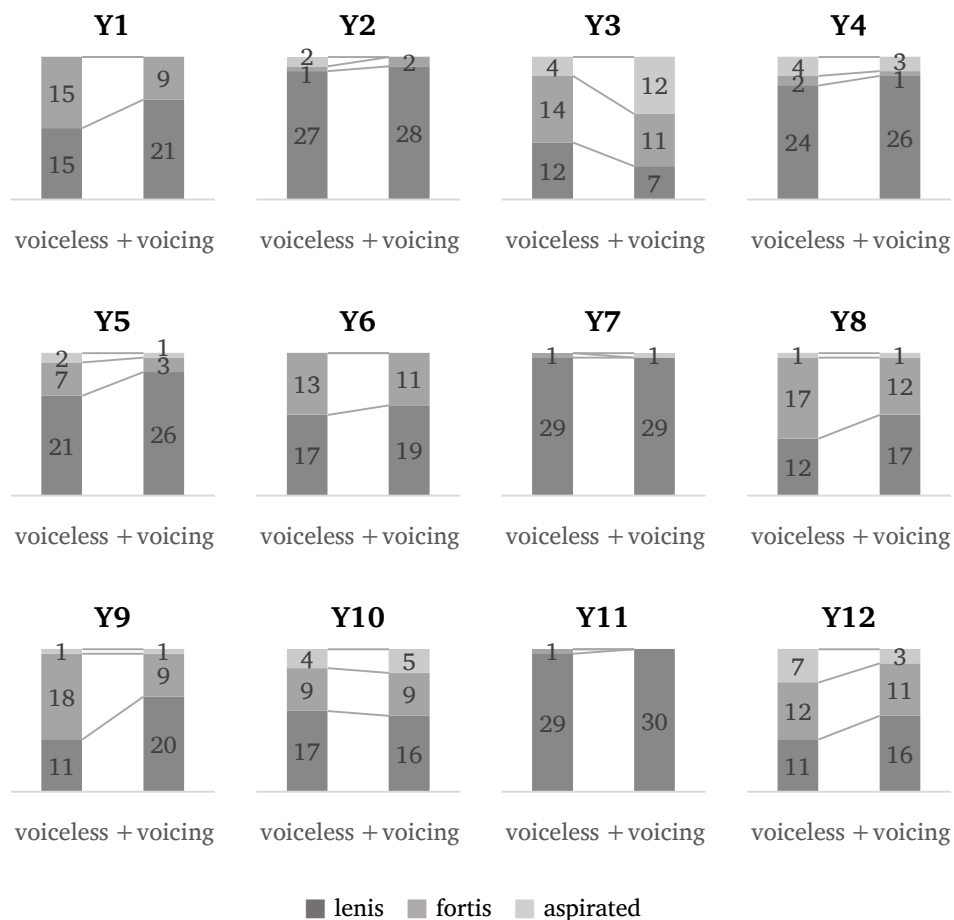 Y1 Y2 Y3 Y4
15 9 2 2 4 12 4 3
15 21 1 28 14 11 2 1
27 12 7 24 26
voiceless +voicing voiceless +voicing voiceless +voicing voiceless +voicing
Y5 Y6 Y7 Y8
2 1 13 11 1 1 1 1
7 3 17 19 29 29 17 12
21 26 12 17
voiceless +voicing voiceless +voicing voiceless +voicing voiceless +voicing
Y9 Y10 Y11 Y12
1 1 4 5 1 7 3
18 9 9 9 29 30 12 11
11 20 17 16 11 16
voiceless +voicing voiceless +voicing voiceless +voicing voiceless +voicing
lenis fortis aspirated